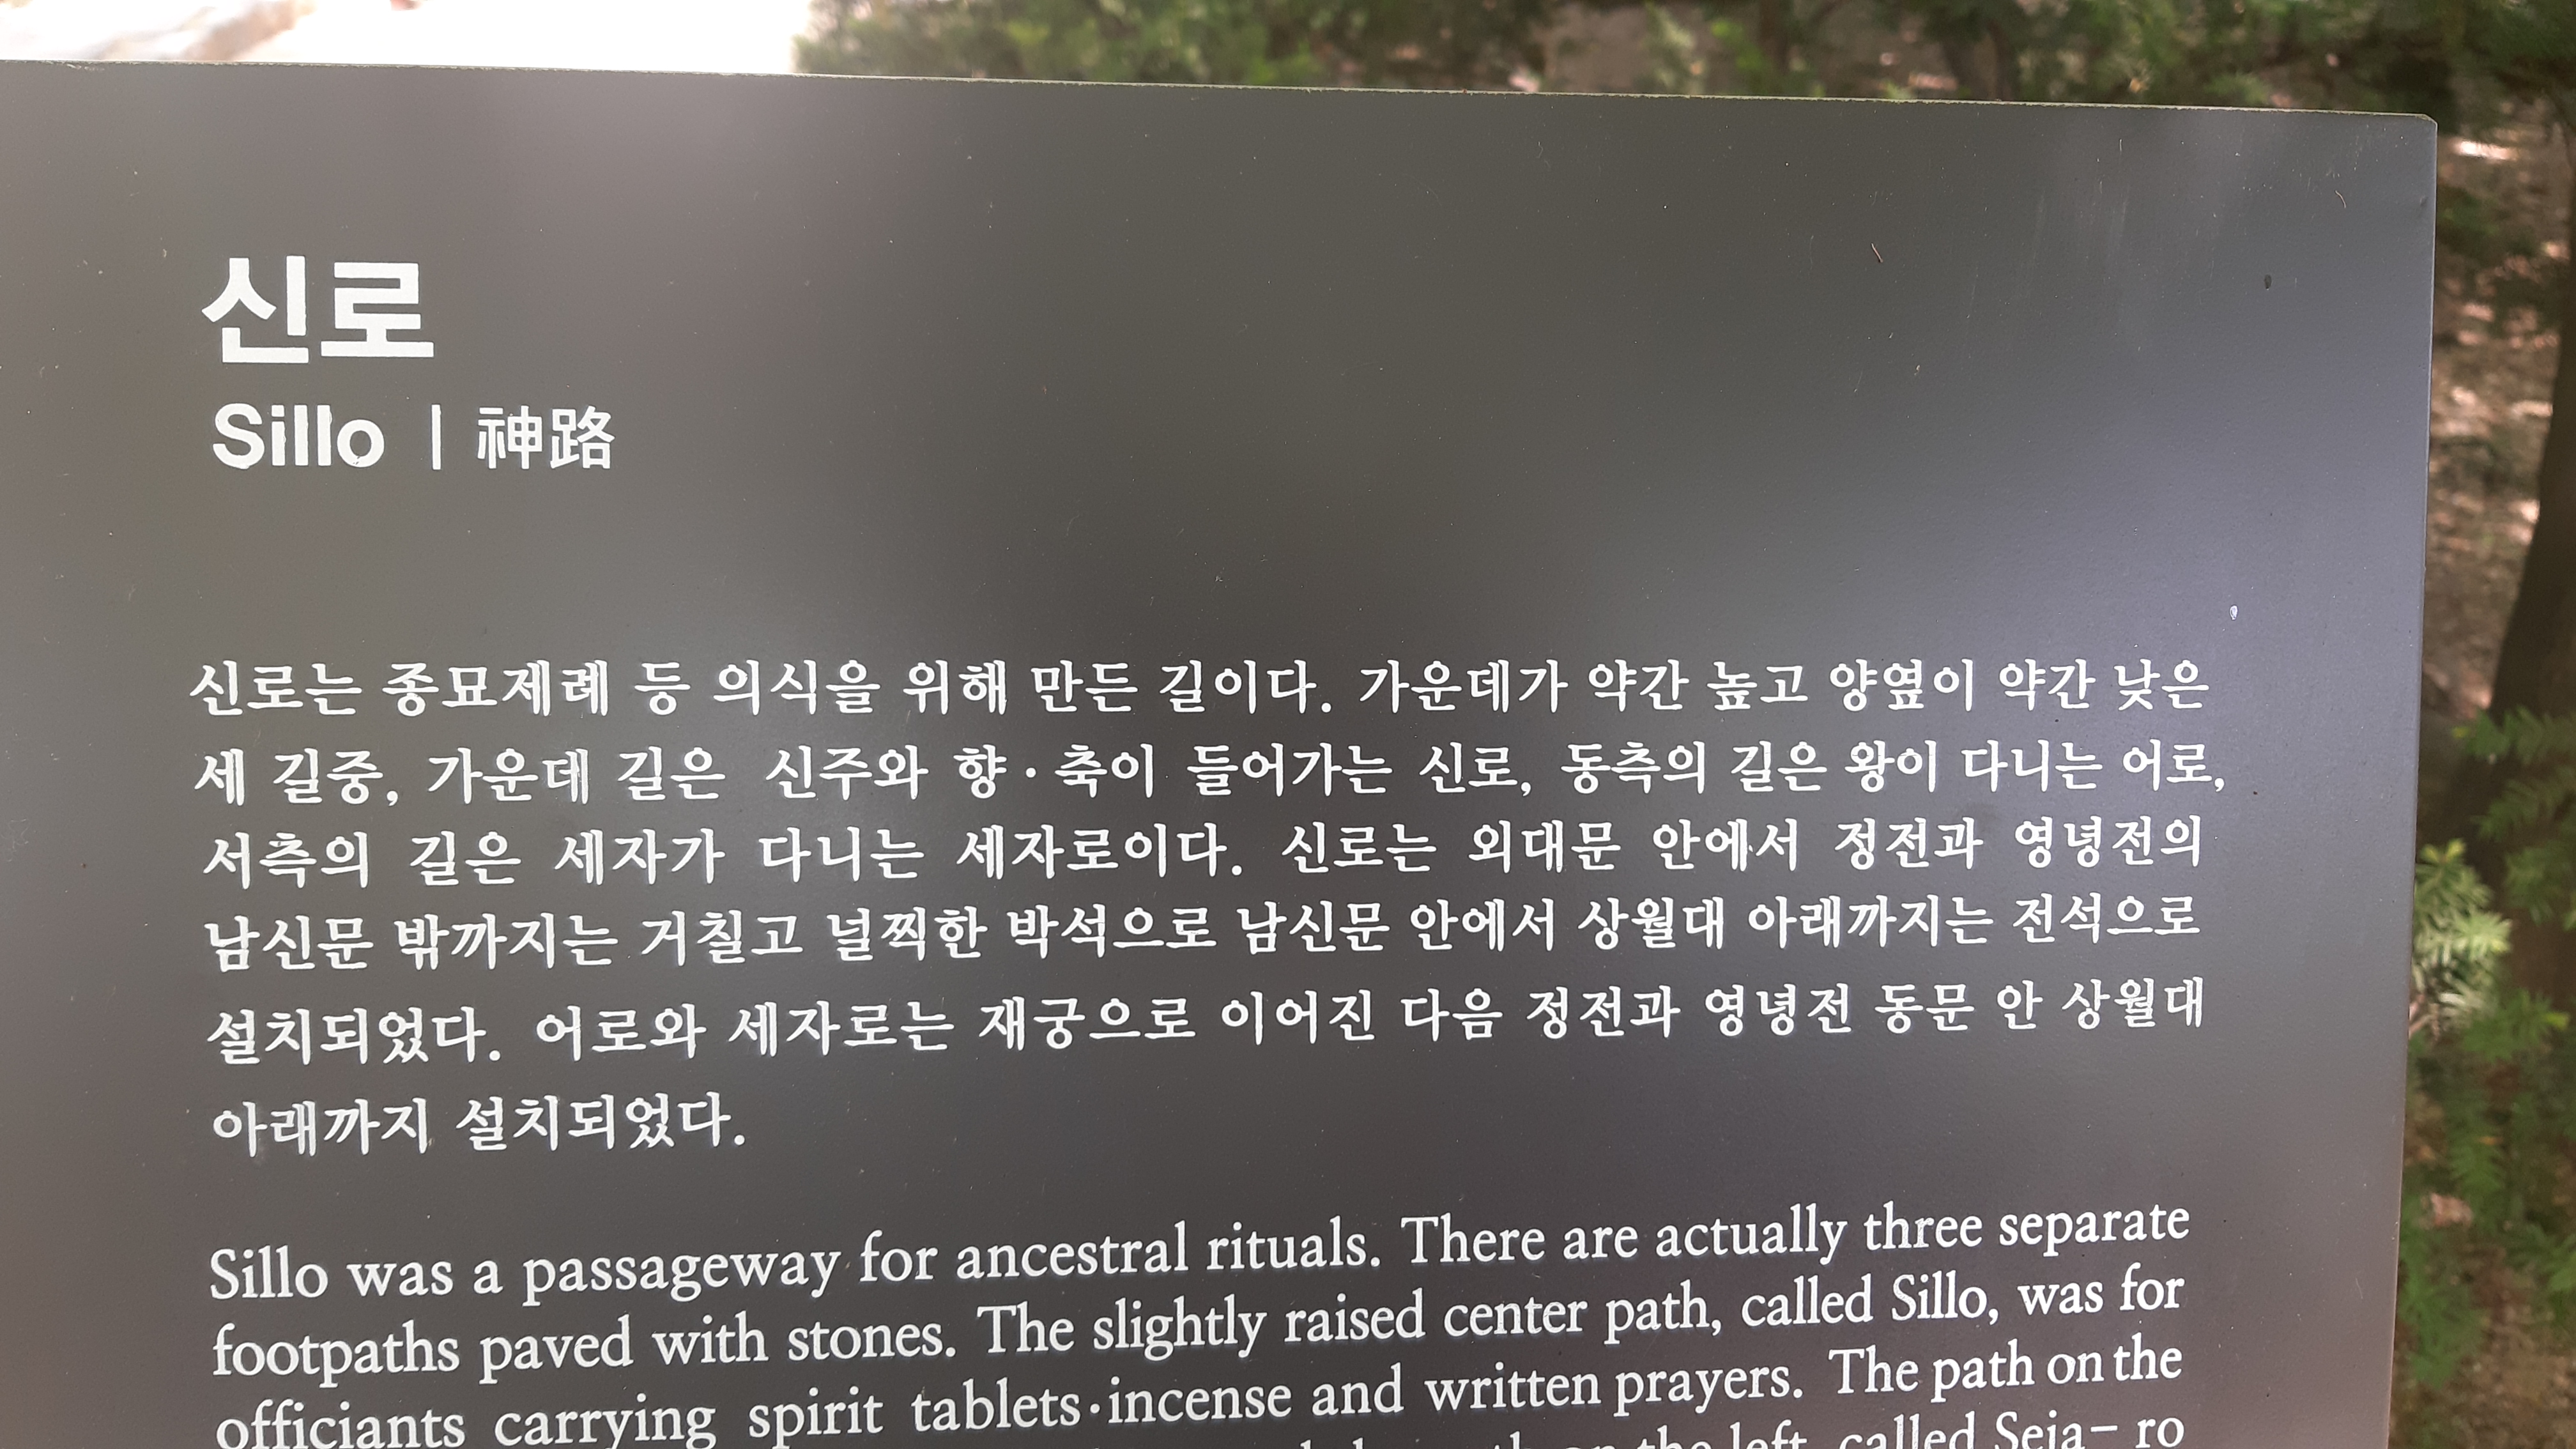 신로
Sillo | 神路
신로는 종묘제례 등 의식을 위해 만든 길이다. 가운데가 약간 높고 양옆이 약간 낮은
세 길중, 가운데 길은 신주와 향·축이 들어가는 신로, 동측의 길은 왕이 다니는 어로,
서측의 길은 세자가 다니는 세자로이다. 신로는 외대문 안에서 정전과 영녕전의
남신문 밖까지는 거칠고 널찍한 박석으로 남신문 안에서 상월대 아래까지는 전석으로
설치되었다. 어로와 세자로는 재궁으로 이어진 다음 정전과 영녕전 동문 안 상월대
아래까지 설치되었다.
Sillo was a passageway for ancestral rituals. There are actually three separate
footpaths paved with stones. The slightly raised center path, called Sillo, was for
officiants carrying spirit tablets·incense and written prayers. The path on the
the left, called Seja- ro